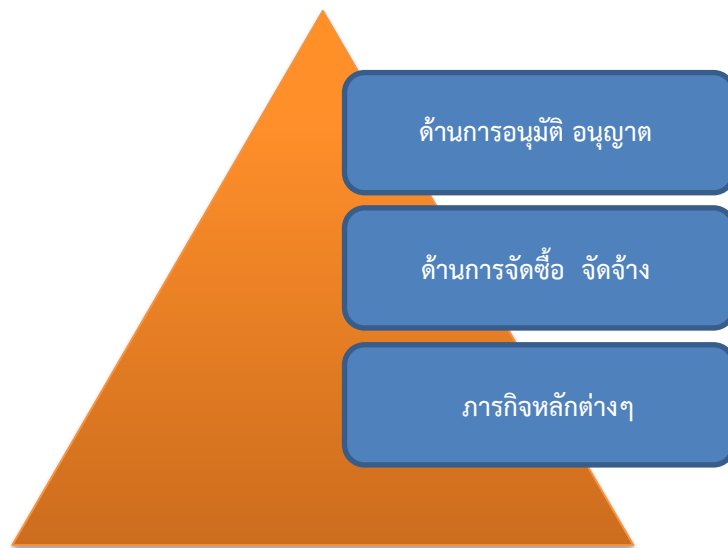 ด้านการอนุมัติ อนุญาต
ด้านการจัดซื้อ จัดจ้าง
ภารกิจหลักต่างๆ